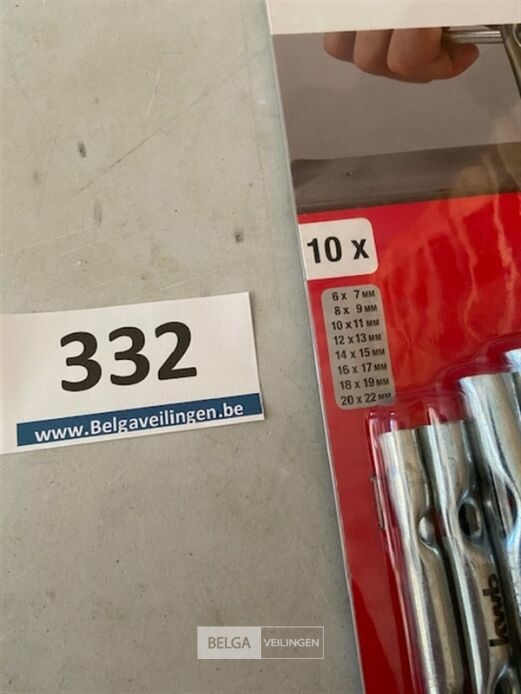 10 x
6 x 7 MM
8 x 9 MM
10 x 11 MM
12 x 13 MM
14 x 15 MM
16 x 17 MM
18 x 19 MM
20 x 22 MM
332
www.Belgaveilingen.be
kwb
BELGA VEILINGEN